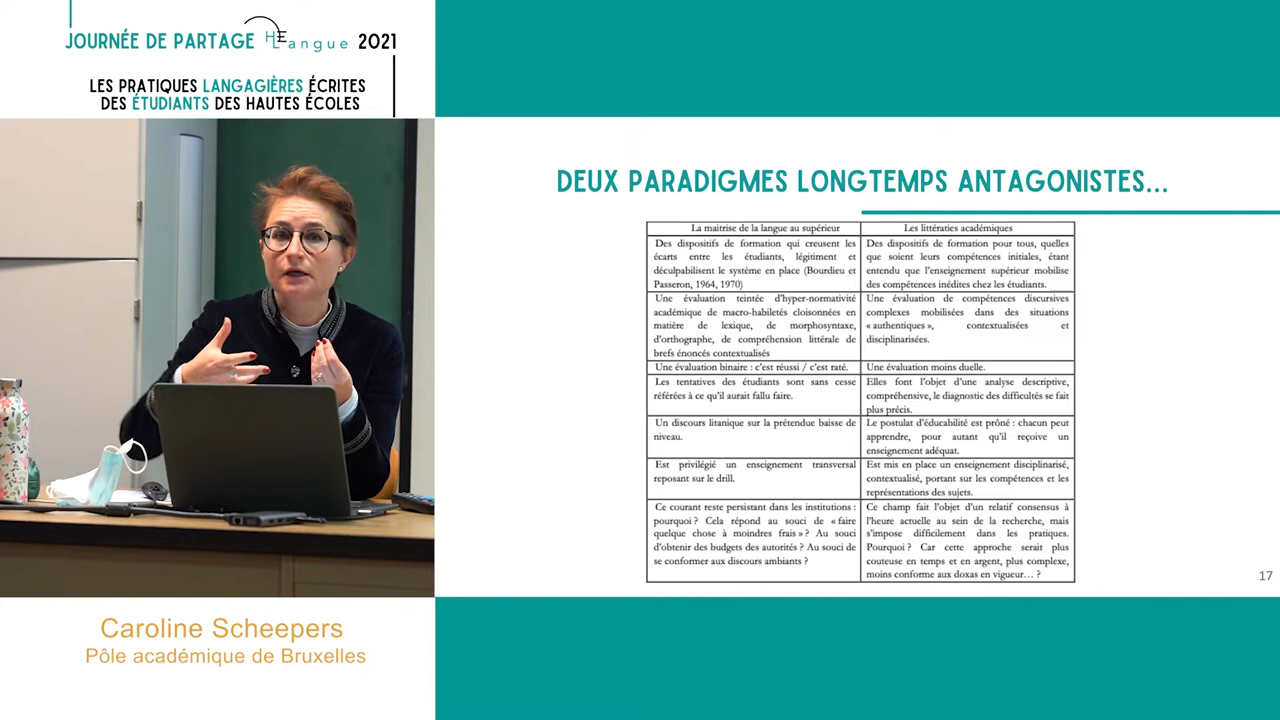 JOURNÉE DE PARTAGE HELangue 2021
LES PRATIQUES LANGAGIÈRES ÉCRITES
DES ÉTUDIANTS DES HAUTES ÉCOLES
DEUX PARADIGMES LONGTEMPS ANTAGONISTES...
La maitrise de la langue au supérieur
Des dispositifs de formation qui creusent les
écarts entre les étudiants, légitiment et
déculpabilisent le système en place (Bourdieu et
Passeron, 1964, 1970)
Les littératies académiques
Des dispositifs de formation pour tous, quelles
que soient leurs compétences initiales, étant
entendu que l'enseignement supérieur mobilise
des compétences inédites chez les étudiants.
Une évaluation teintée d'hyper-normativité
académique de macro-habiletés cloisonnées en
matière de lexique, de morphosyntaxe,
d'orthographe, de compréhension littérale de
brefs énoncés contextualisés
Une évaluation de compétences discursives
complexes mobilisées dans des situations
« authentiques », contextualisées et
disciplinarisées.
Une évaluation binaire : c'est réussi / c'est raté.
Une évaluation moins duelle.
Les tentatives des étudiants sont sans cesse
référées à ce qu'il aurait fallu faire.
Elles font l'objet d'une analyse descriptive,
compréhensive, le diagnostic des difficultés se fait
plus précis.
Un discours litanique sur la prétendue baisse de
niveau.
Le postulat d'éducabilité est prôné : chacun peut
apprendre, pour autant qu'il reçoive un
enseignement adéquat.
Est privilégié un enseignement transversal
reposant sur le drill.
Est mis en place un enseignement disciplinarisé,
contextualisé, portant sur les compétences et les
représentations des sujets.
Ce courant reste persistant dans les institutions :
pourquoi ? Cela répond au souci de « faire
quelque chose à moindres frais » ? Au souci
d'obtenir des budgets des autorités ? Au souci de
se conformer aux discours ambiants ?
Ce champ fait l'objet d'un relatif consensus à
l'heure actuelle au sein de la recherche, mais
s'impose difficilement dans les pratiques.
Pourquoi ? Car cette approche serait plus
couteuse en temps et en argent, plus complexe,
moins conforme aux doxas en vigueur… ?
17
Caroline Scheepers
Pôle académique de Bruxelles